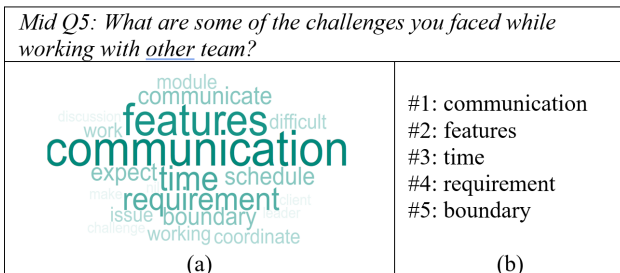 Mid Q5: What are some of the challenges you faced while
working with other team?
module
communicate
discussion features difficult
work
communication
expect time schedule
make requirement client
issue boundary leader
challenge working coordinate
(a)
#1: communication
#2: features
#3: time
#4: requirement
#5: boundary
(b)